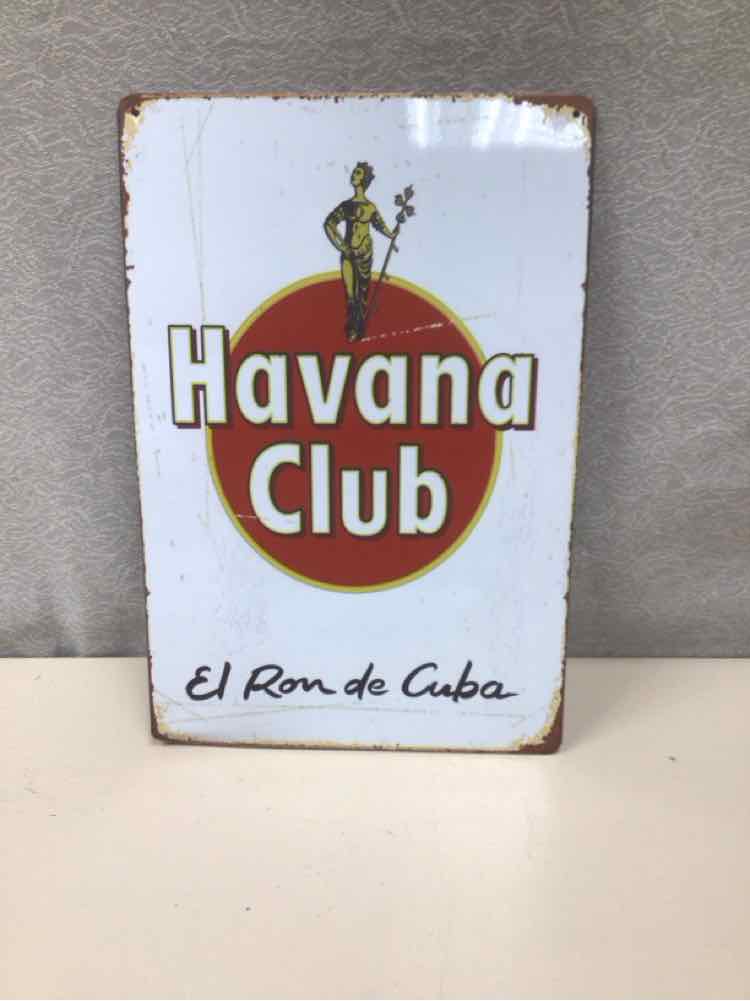 Havana
Club
El Ron de Cuba